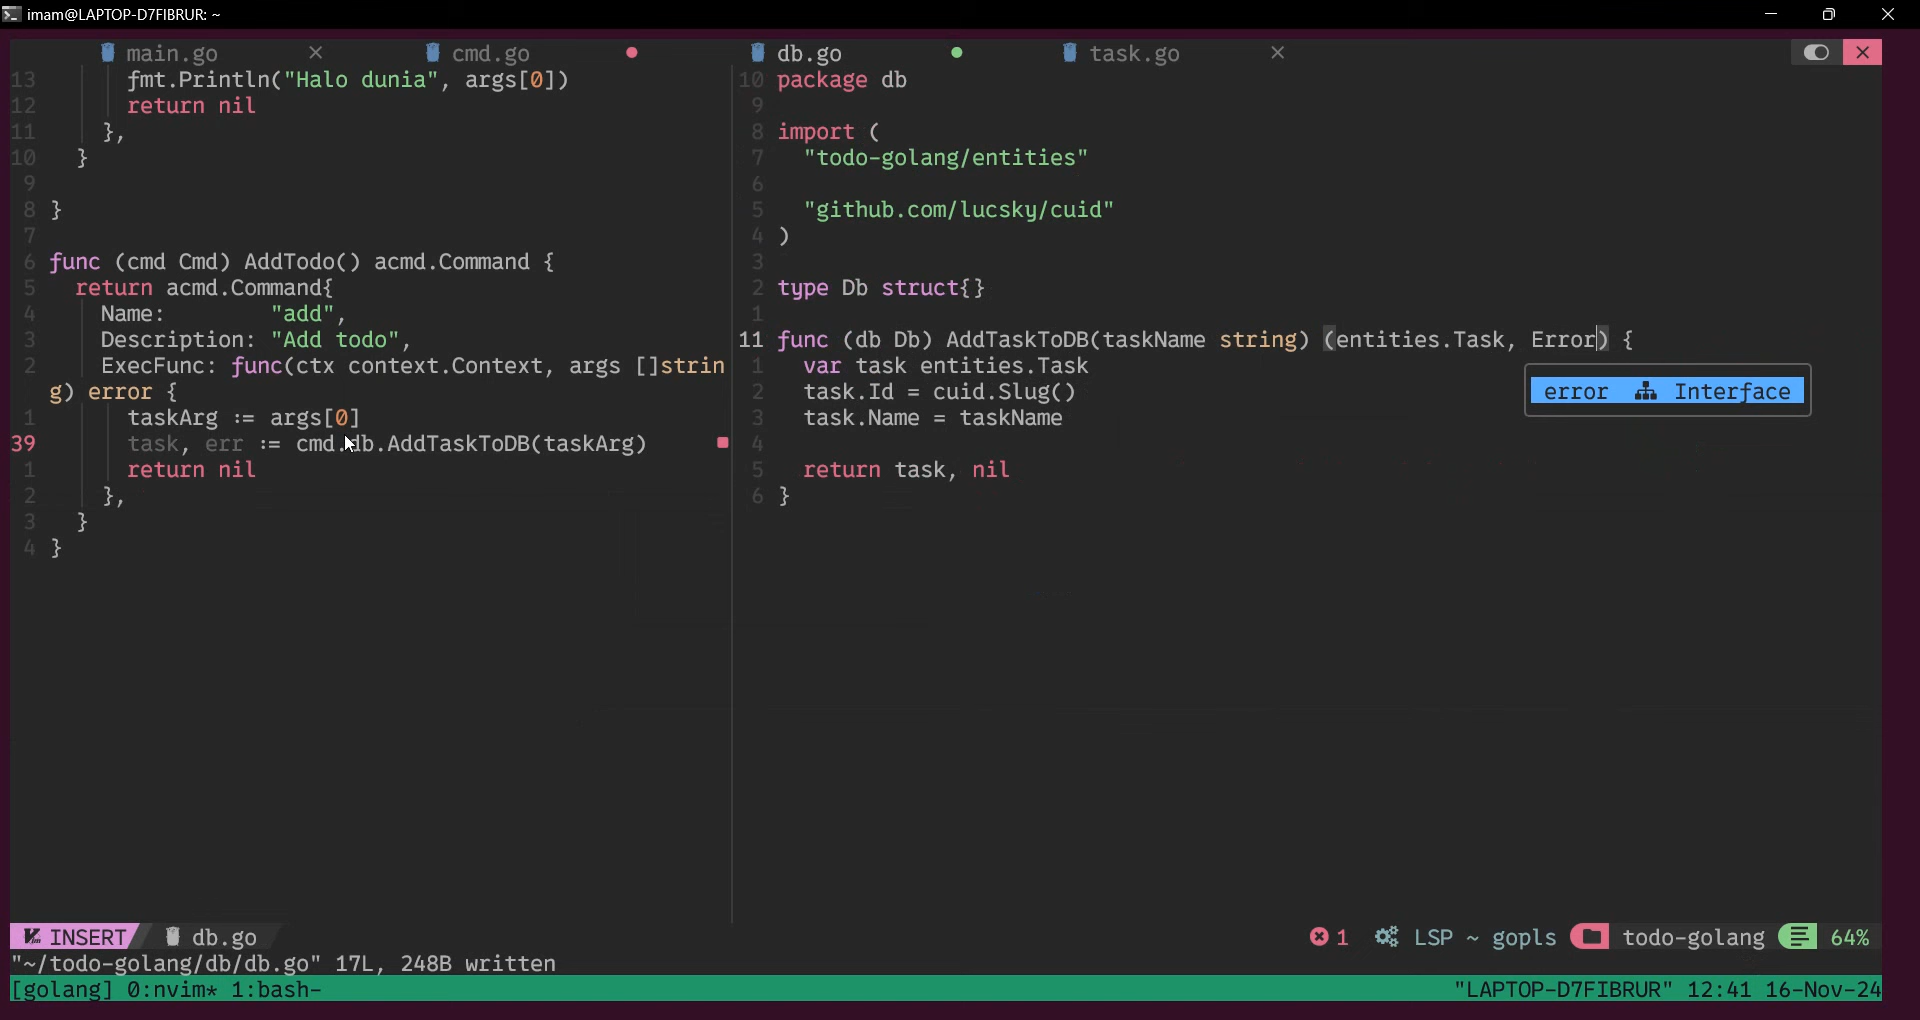 imam@LAPTOP-D7FIBRUR: ~
main.go
cmd.go
db.go
task.go
13 fmt.Println("Halo dunia", args[0])
12 return nil
11 },
10 }
9
8 }
7
6 func (cmd Cmd) AddTodo() acmd.Command {
5 return acmd.Command{
4 Name: "add",
3 Description: "Add todo",
2 ExecFunc: func(ctx context.Context, args []strin
g) error {
1 taskArg := args[0]
39 task, err := cmd.db.AddTaskToDB(taskArg)
1 return nil
2 },
3 }
4 }
10 package db
9
8 import (
7 "todo-golang/entities"
6
5 "github.com/lucsky/cuid"
4 )
3
2 type Db struct{}
1
11 func (db Db) AddTaskToDB(taskName string) (entities.Task, Error) {
1 var task entities.Task
2 task.Id = cuid.Slug()
3 task.Name = taskName
4
5 return task, nil
6 }
error Interface
INSERT db.go
1 LSP ~ gopls todo-golang 64%
"~/todo-golang/db/db.go" 17L, 248B written
[golang] 0:nvim* 1:bash- "LAPTOP-D7FIBRUR" 12:41 16-Nov-24